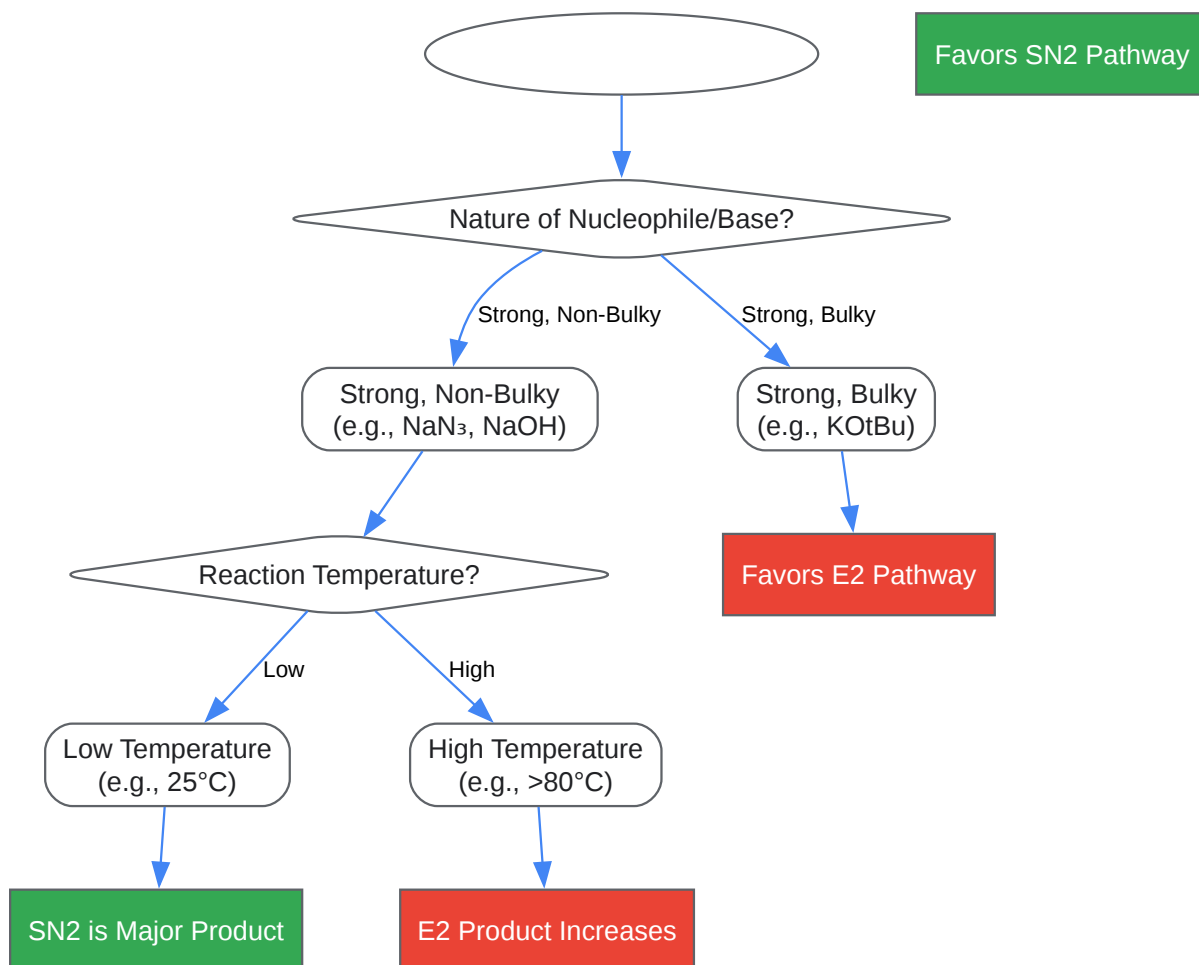 Favors SN2 Pathway
Nature of Nucleophile/Base?
Strong, Non-Bulky
Strong, Bulky
Strong, Non-Bulky
(e.g., NaN₃, NaOH)
Strong, Bulky
(e.g., KOtBu)
Favors E2 Pathway
Reaction Temperature?
Low
High
Low Temperature
(e.g., 25°C)
High Temperature
(e.g., >80°C)
SN2 is Major Product
E2 Product Increases